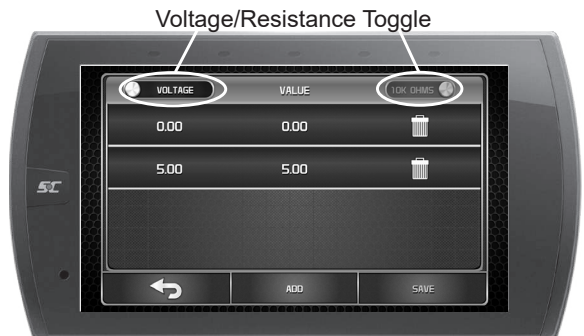 Voltage/Resistance Toggle
VOLTAGE VALUE 10K OHMS
0.00 0.00
5.00 5.00
SC
ADD SAVE